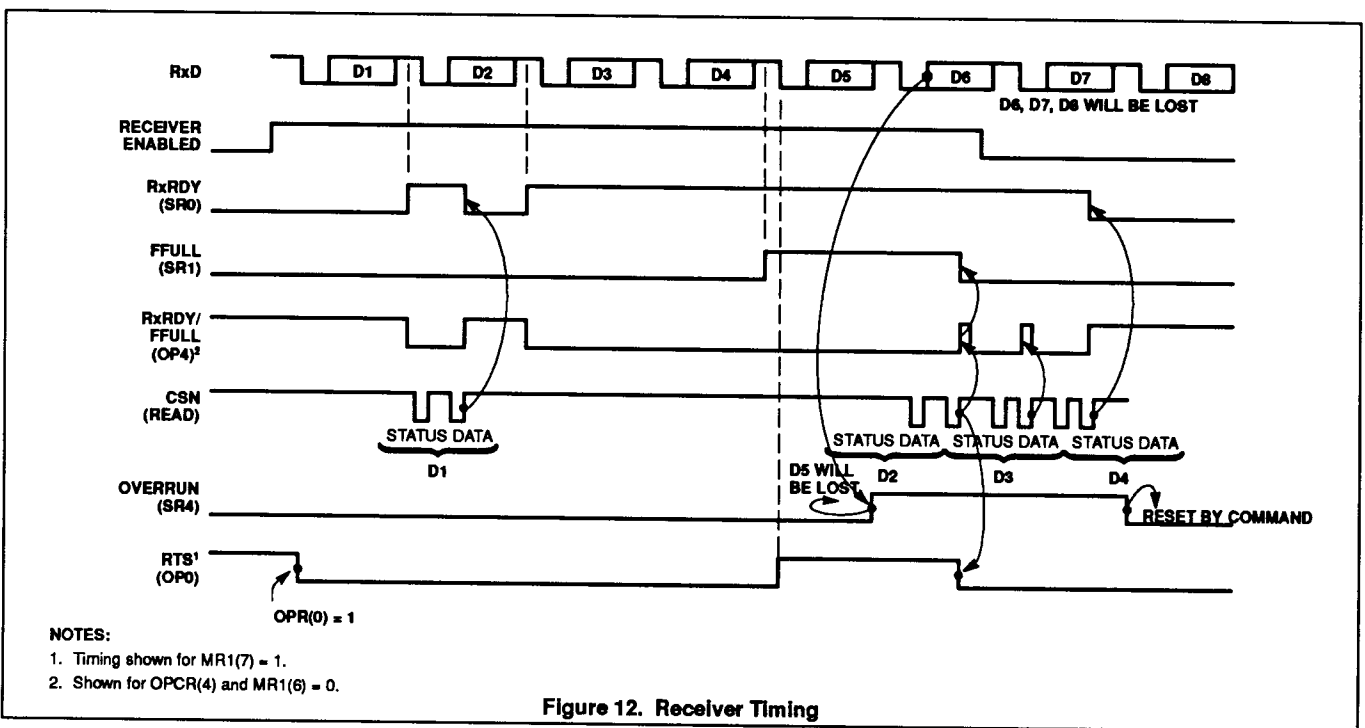 RxD
D1
D2
D3
D4
D5
D6
D7
D8
D6, D7, D8 WILL BE LOST
RECEIVER
ENABLED
RxRDY
(SR0)
FFULL
(SR1)
RxRDY/
FFULL
(OP4)²
CSN
(READ)
STATUS DATA
D1
STATUS DATA
D2
STATUS DATA
D3
STATUS DATA
D4
D5 WILL
BE LOST
OVERRUN
(SR4)
RESET BY COMMAND
RTS¹
(OP0)
OPR(0) = 1
NOTES:
1. Timing shown for MR1(7) = 1.
2. Shown for OPCR(4) and MR1(6) = 0.
Figure 12. Receiver Timing